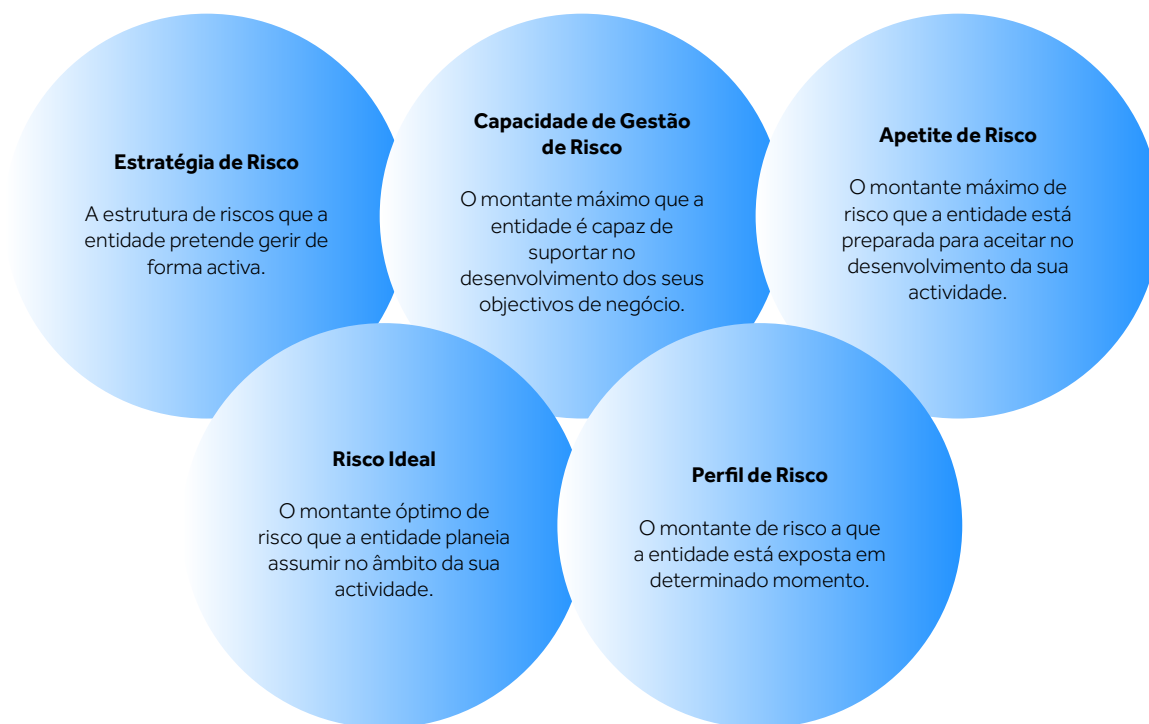 Estratégia de Risco
A estrutura de riscos que a
entidade pretende gerir de
forma activa.
Capacidade de Gestão
de Risco
O montante máximo que a
entidade é capaz de
suportar no
desenvolvimento dos seus
objectivos de negócio.
Apetite de Risco
O montante máximo de
risco que a entidade está
preparada para aceitar no
desenvolvimento da sua
actividade.
Risco Ideal
O montante óptimo de
risco que a entidade planeia
assumir no âmbito da sua
actividade.
Perfil de Risco
O montante de risco a que
a entidade está exposta em
determinado momento.